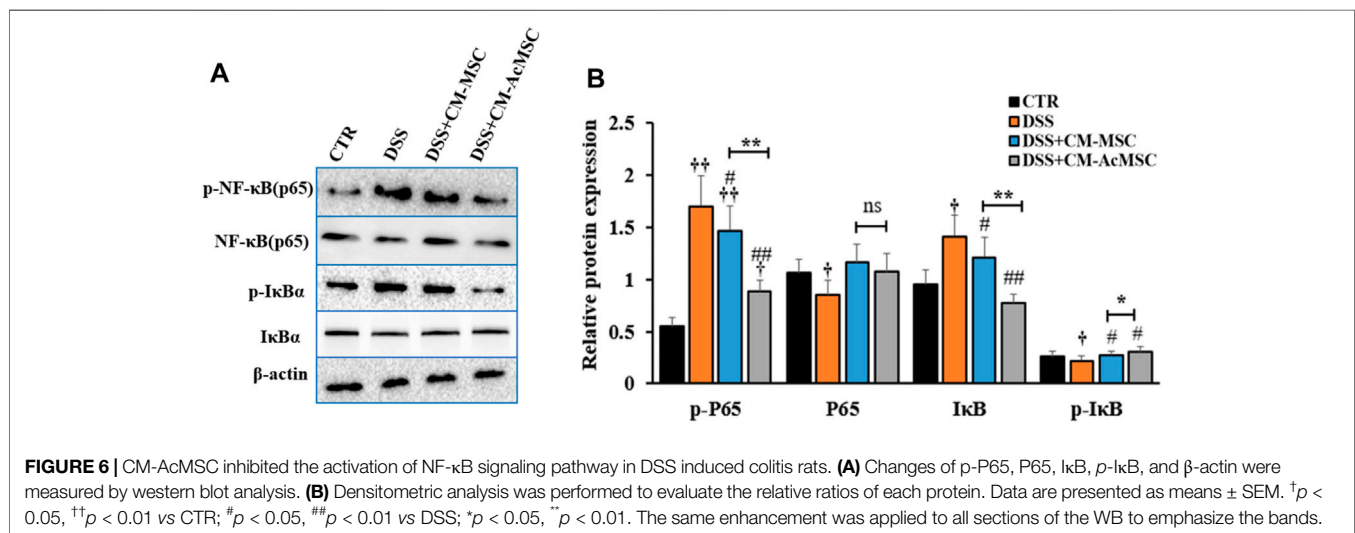 A
CTR
DSS
DSS+CM-MSC
DSS+CM-AcMSC
p-NF-κB(p65)
NF-κB(p65)
p-IκBα
IκBα
β-actin
B
CTR
DSS
DSS+CM-MSC
DSS+CM-AcMSC
Relative protein expression
2.5
2
1.5
1
0.5
0
††
#
††
**
##
†
†
ns
†
#
**
##
†
#
*
#
p-P65
P65
IκB
p-IκB
FIGURE 6 | CM-AcMSC inhibited the activation of NF-κB signaling pathway in DSS induced colitis rats. (A) Changes of p-P65, P65, IκB, p-IκB, and β-actin were
measured by western blot analysis. (B) Densitometric analysis was performed to evaluate the relative ratios of each protein. Data are presented as means ± SEM. †p <
0.05, ††p < 0.01 vs CTR; #p < 0.05, ##p < 0.01 vs DSS; *p < 0.05, **p < 0.01. The same enhancement was applied to all sections of the WB to emphasize the bands.